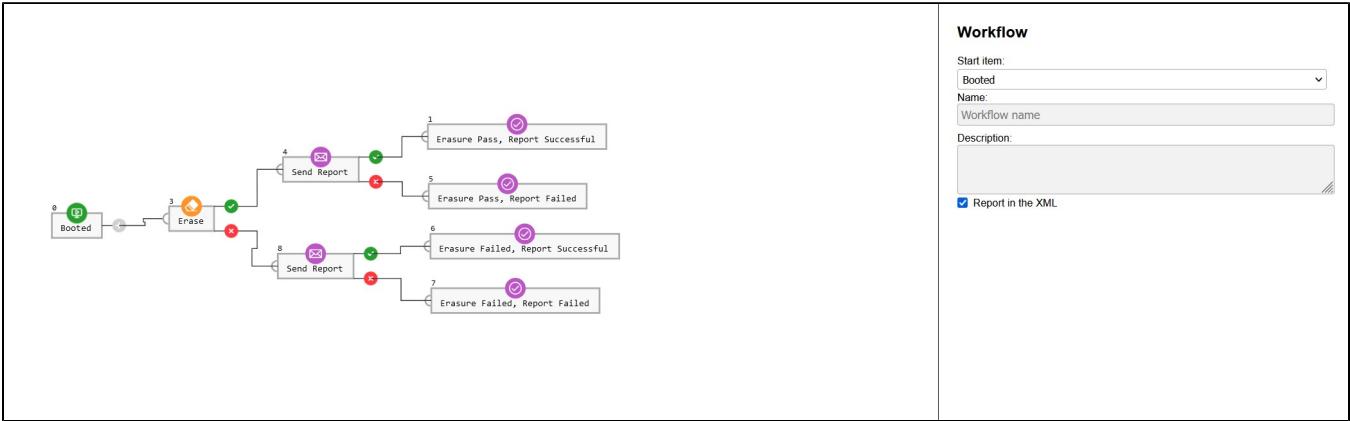 0
Booted
3
Erase
4
Send Report
1
Erasure Pass, Report Successful
5
Erasure Pass, Report Failed
8
Send Report
6
Erasure Failed, Report Successful
7
Erasure Failed, Report Failed
Workflow
Start item:
Booted
Name:
Workflow name
Description:
Report in the XML